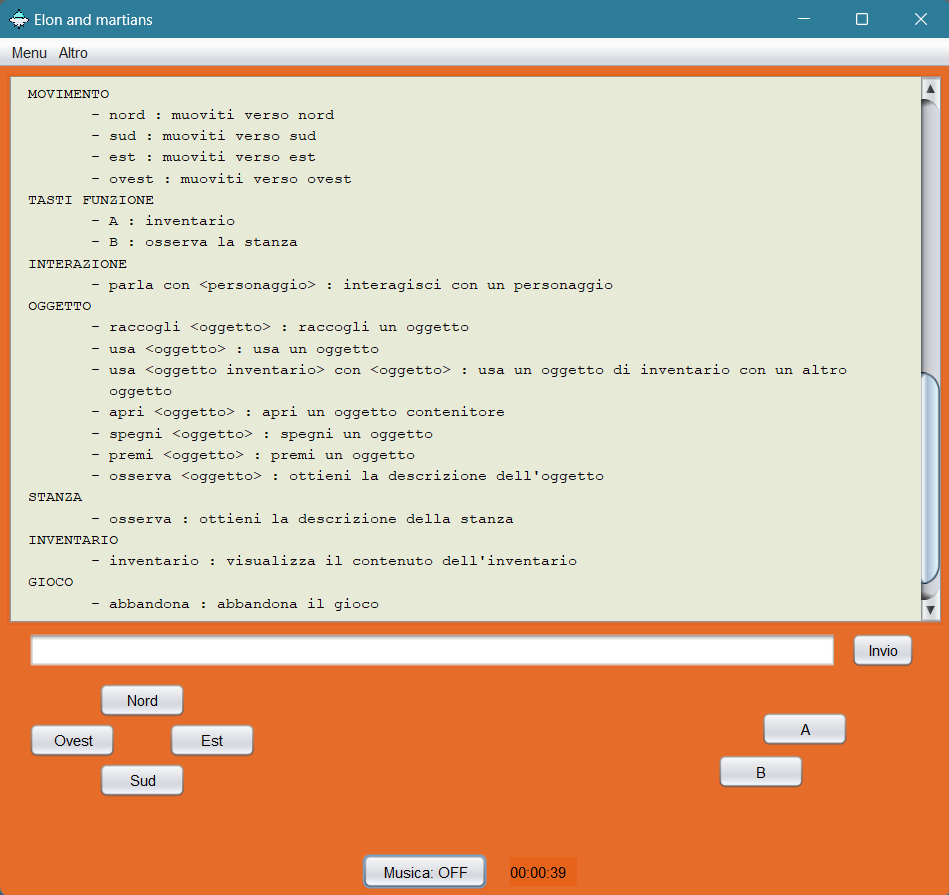 Elon and martians
Menu Altro
MOVIMENTO
- nord : muoviti verso nord
- sud : muoviti verso sud
- est : muoviti verso est
- ovest : muoviti verso ovest
TASTI FUNZIONE
- A : inventario
- B : osserva la stanza
INTERAZIONE
- parla con <personaggio> : interagisci con un personaggio
OGGETTO
- raccogli <oggetto> : raccogli un oggetto
- usa <oggetto> : usa un oggetto
- usa <oggetto inventario> con <oggetto> : usa un oggetto di inventario con un altro
oggetto
- apri <oggetto> : apri un oggetto contenitore
- spegni <oggetto> : spegni un oggetto
- premi <oggetto> : premi un oggetto
- osserva <oggetto> : ottieni la descrizione dell'oggetto
STANZA
- osserva : ottieni la descrizione della stanza
INVENTARIO
- inventario : visualizza il contenuto dell'inventario
GIOCO
- abbandona : abbandona il gioco
Invio
Nord
Ovest Est
Sud
A
B
Musica: OFF 00:00:39